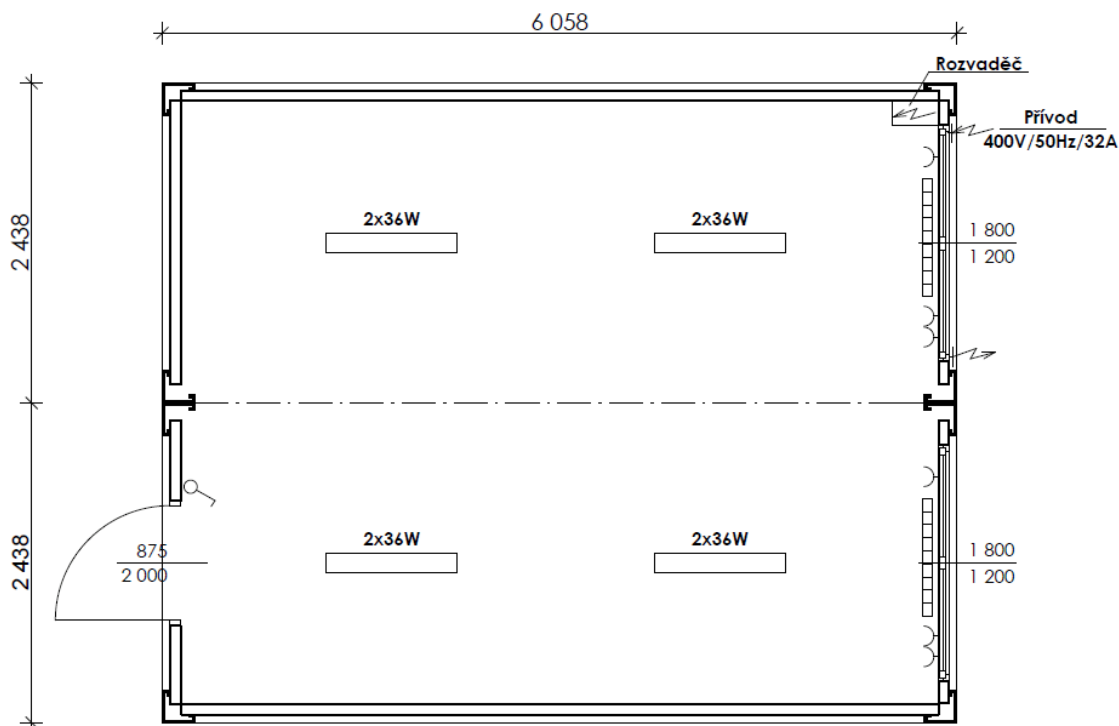 6 058
Rozvaděč
Přívod
400V/50Hz/32A
2 438
2x36W
2x36W
1 800
1 200
2 438
875
2 000
2x36W
2x36W
1 800
1 200